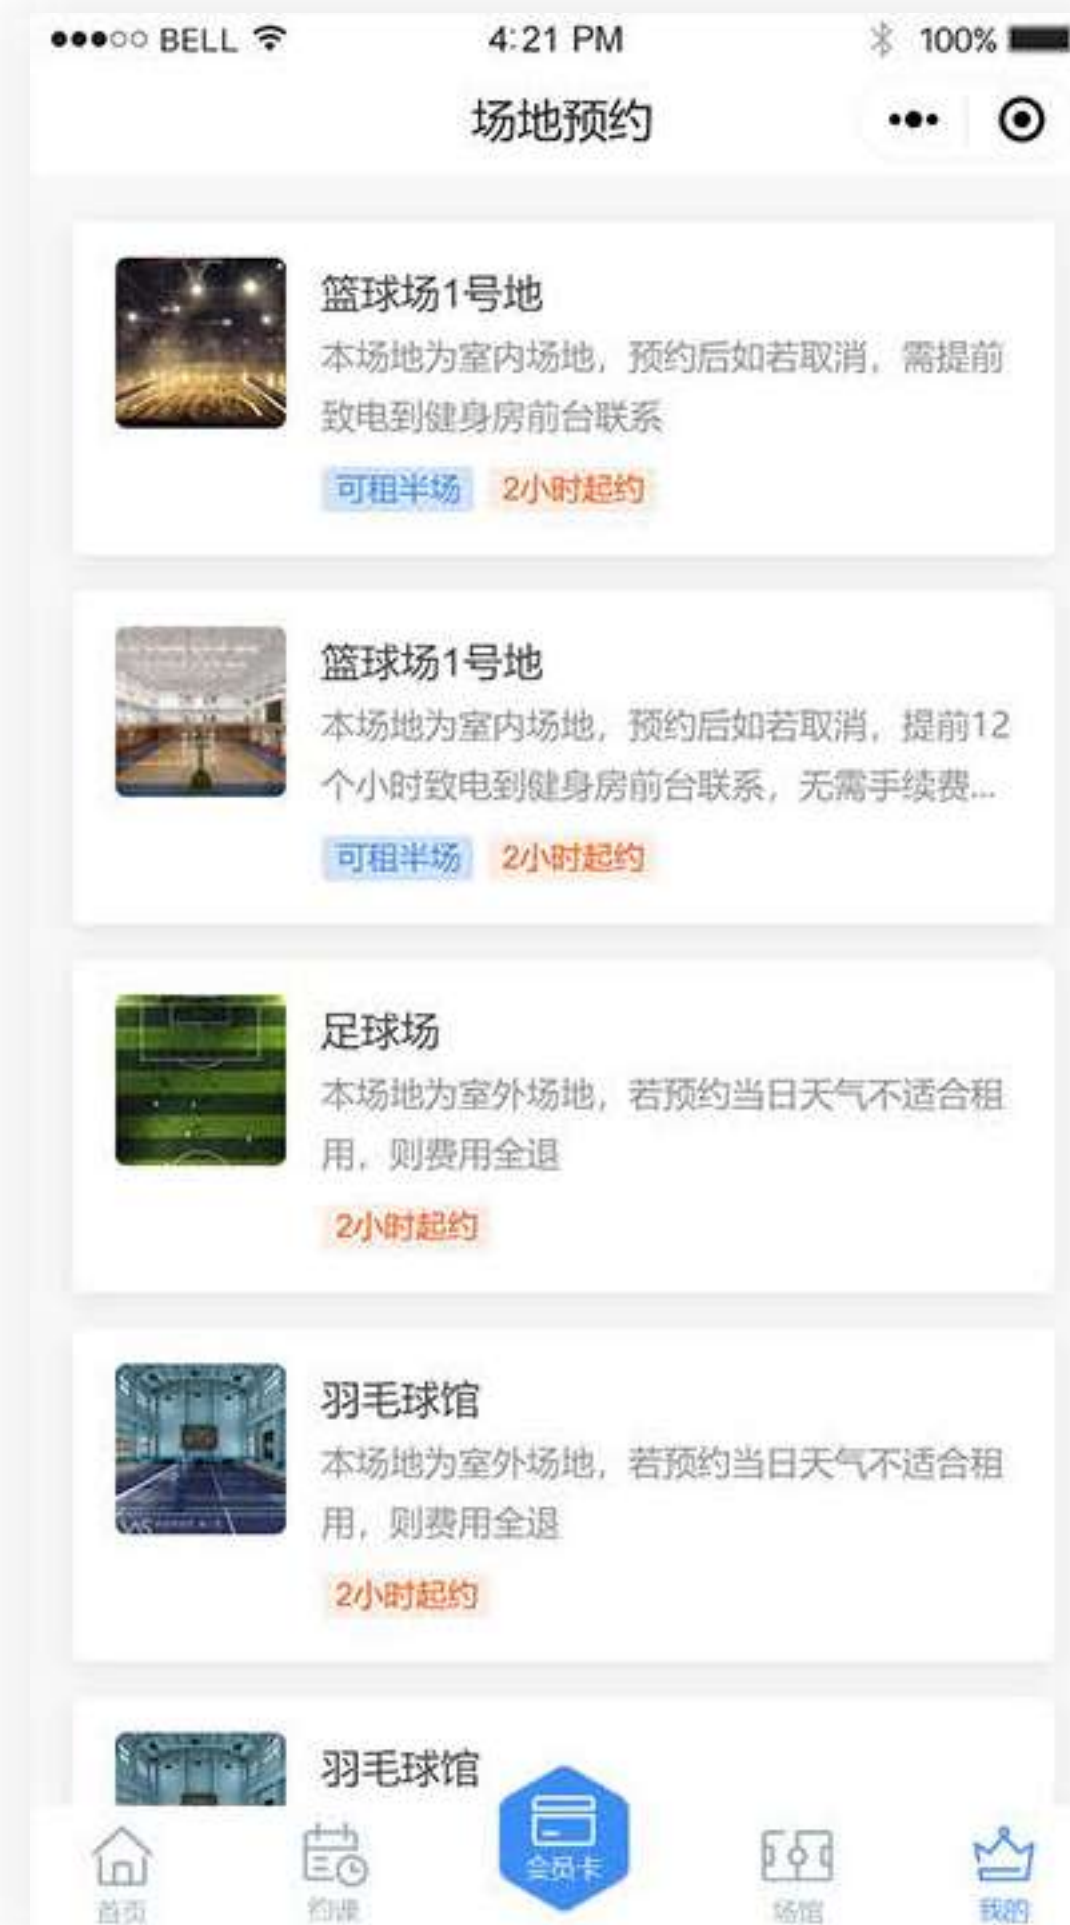 BELL 4:21 PM 100%
场地预约
篮球场1号地
本场地为室内场地，预约后如若取消，需提前
致电到健身房前台联系
可租半场 2小时起约
篮球场1号地
本场地为室内场地，预约后如若取消，提前12
个小时致电到健身房前台联系，无需手续费...
可租半场 2小时起约
足球场
本场地为室外场地，若预约当日天气不适合租
用，则费用全退
2小时起约
羽毛球馆
本场地为室外场地，若预约当日天气不适合租
用，则费用全退
2小时起约
羽毛球馆
首页 约课 会员卡 场馆 我的